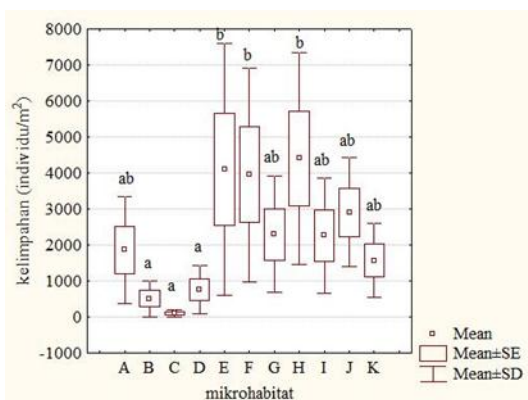 8000
7000
6000
5000
4000
3000
2000
1000
0
-1000
kelimpahan (individu/m²)
ab
a
a
a
b
b
ab
b
ab
ab
ab
A B C D E F G H I J K
mikrohabitat
Mean
Mean±SE
Mean±SD